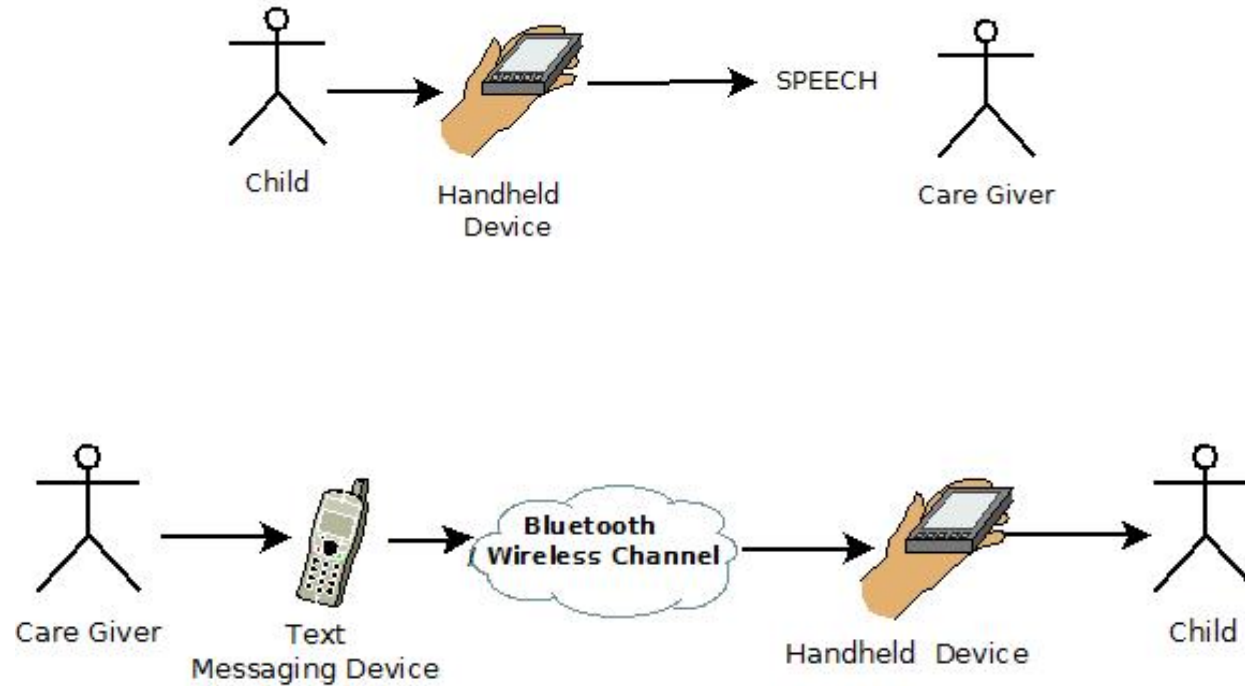 SPEECH
Child
Handheld
Device
Care Giver
Bluetooth
Wireless Channel
Care Giver
Text
Messaging Device
Handheld Device
Child